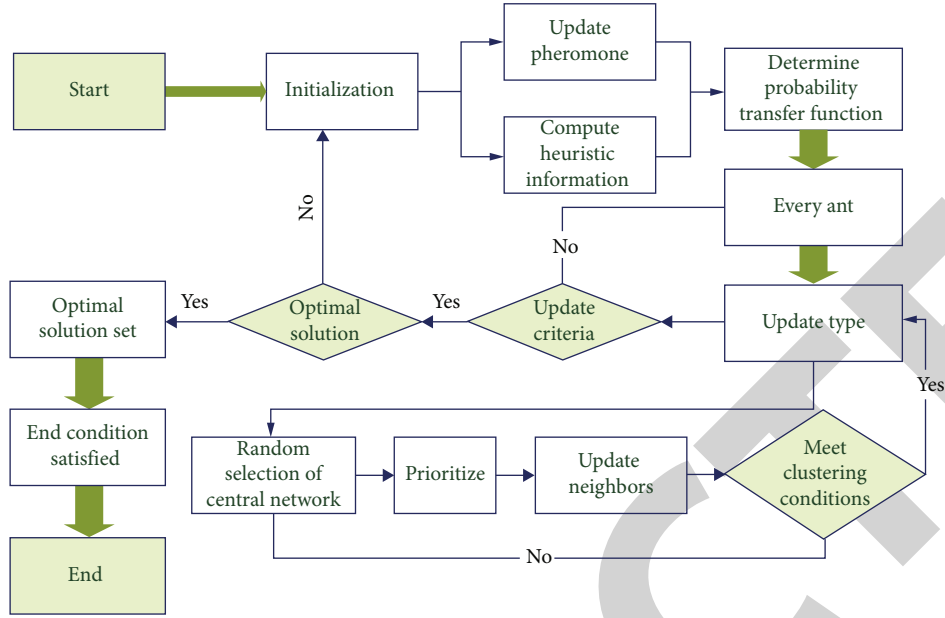 Start
Initialization
Update
pheromone
Compute
heuristic
information
Determine
probability
transfer function
Every ant
No
No
Optimal
solution set
Yes
Optimal
solution
Yes
Update
criteria
Update type
Yes
End condition
satisfied
Random
selection of
central network
Prioritize
Update
neighbors
Meet
clustering
conditions
No
End